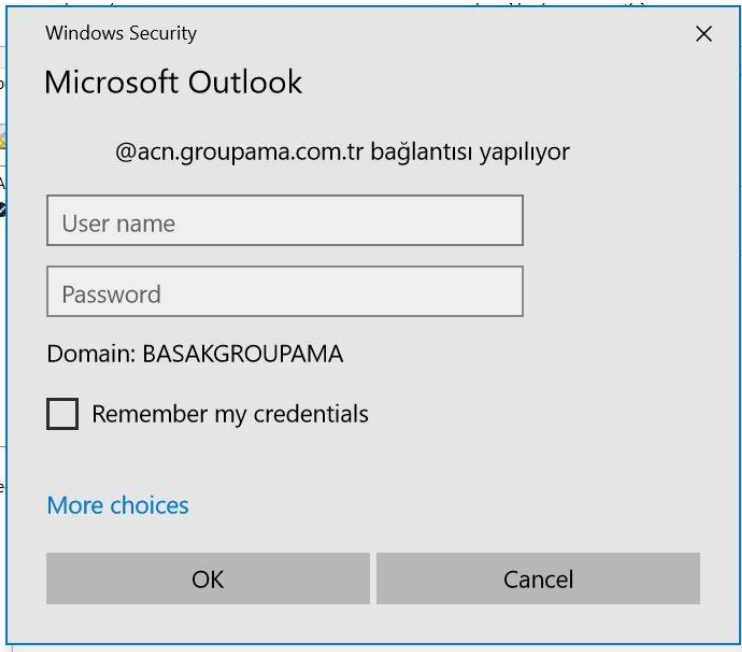 Windows Security
Microsoft Outlook
@acn.groupama.com.tr bağlantısı yapılıyor
User name
Password
Domain: BASAKGROUPAMA
Remember my credentials
More choices
OK
Cancel